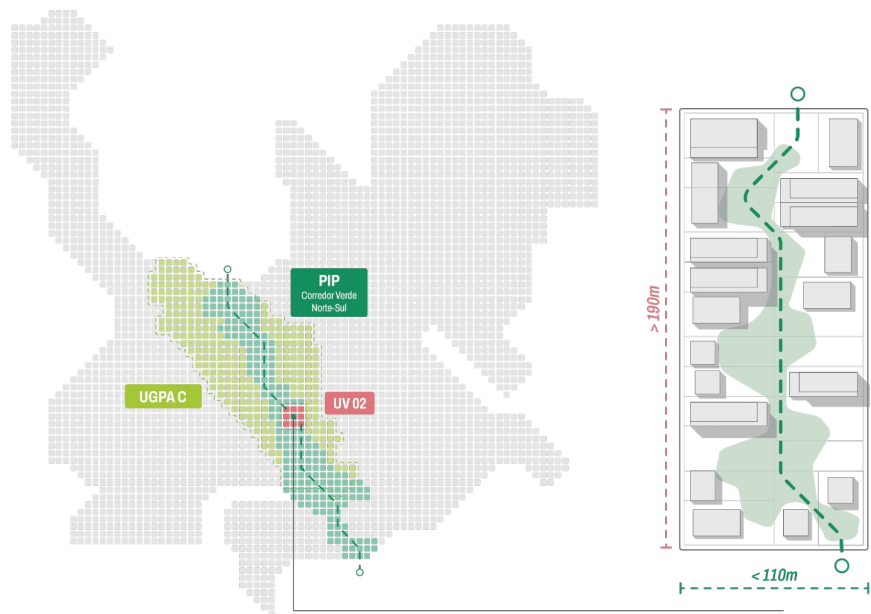 PIP
Corredor Verde
Norte-Sul
UGPA C
UV 02
> 190m
< 110m